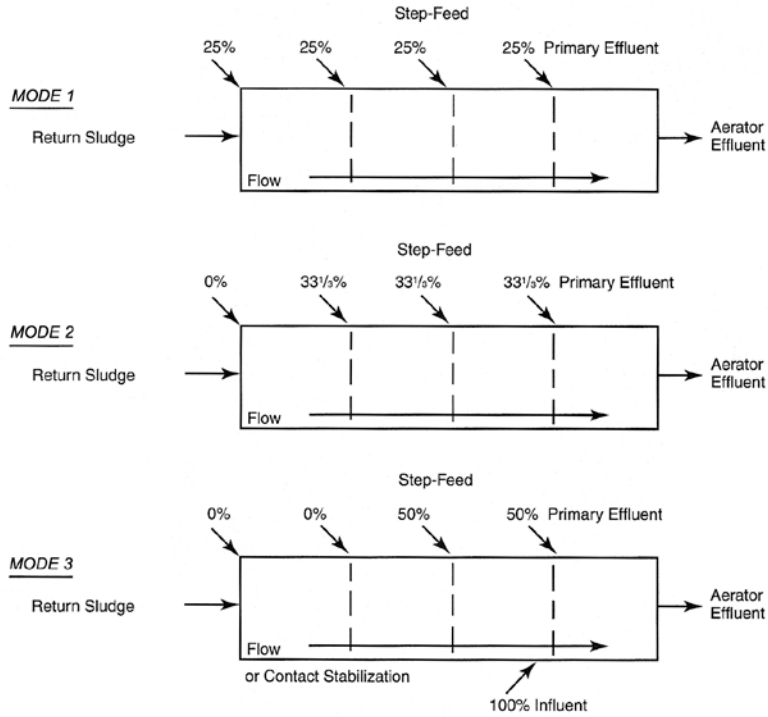 Step-Feed
25% 25% 25% 25% Primary Effluent
MODE 1
Return Sludge
Aerator
Effluent
Flow
Step-Feed
0% 33⅓% 33⅓% 33⅓% Primary Effluent
MODE 2
Return Sludge
Aerator
Effluent
Flow
Step-Feed
0% 0% 50% 50% Primary Effluent
MODE 3
Return Sludge
Aerator
Effluent
Flow
or Contact Stabilization
100% Influent